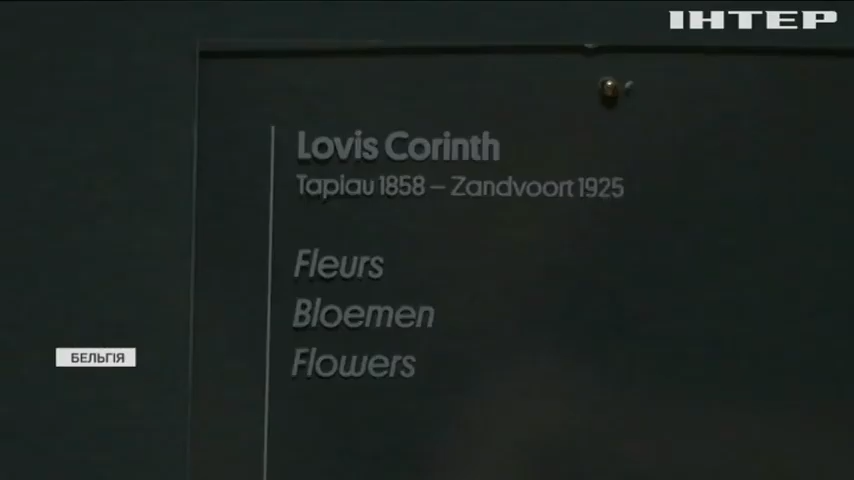 ІНТЕР
Lovis Corinth
Tapiau 1858 – Zandvoort 1925
Fleurs
Bloemen
Flowers
БЕЛЬГІЯ